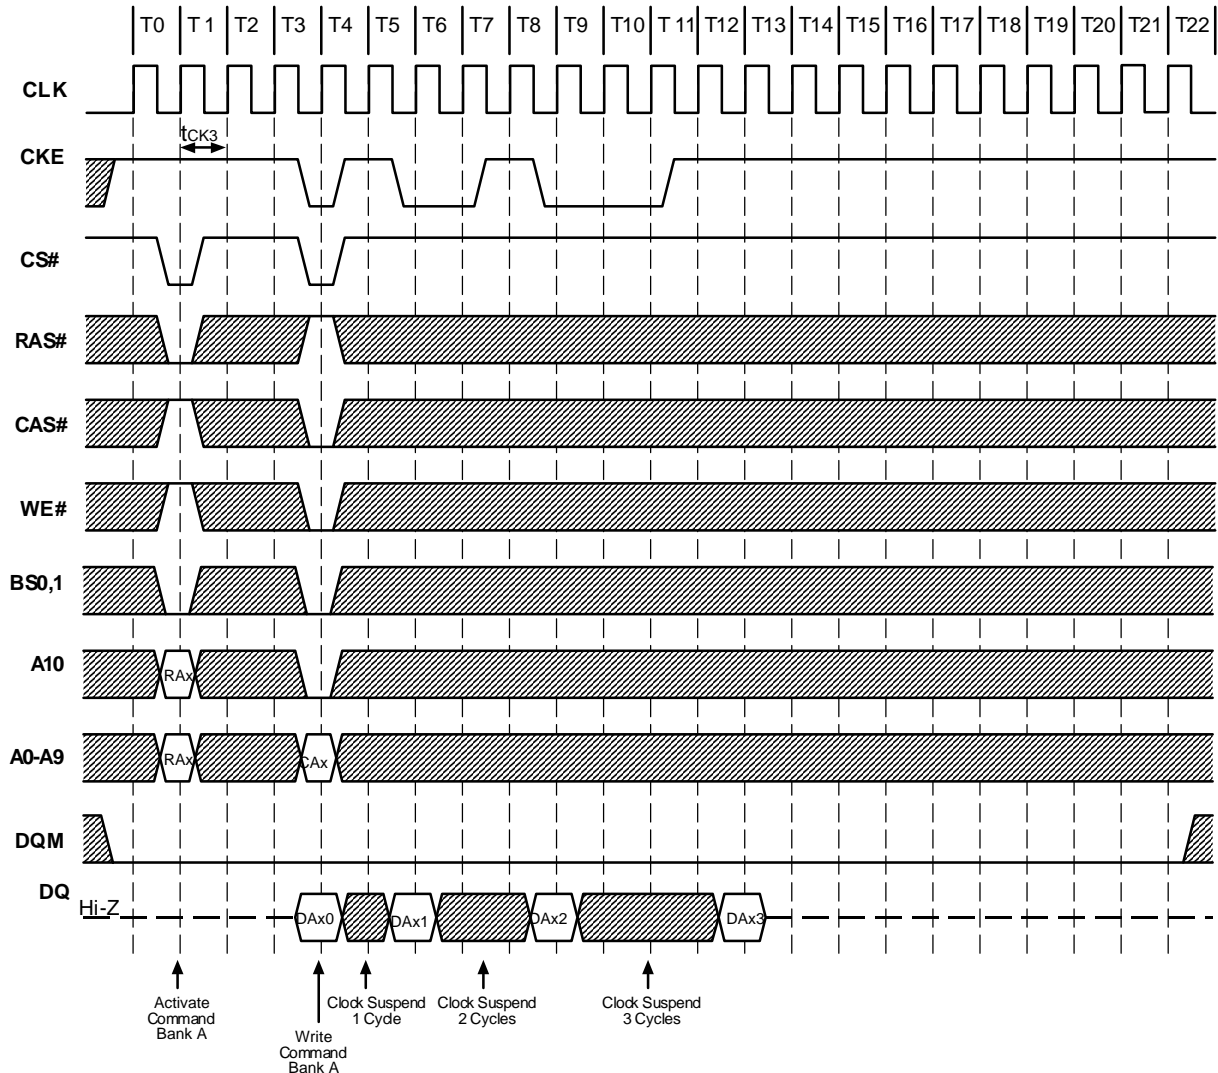 T0 T 1 T2 T3 T4 T5 T6 T7 T8 T9 T10 T 11 T12 T13 T14 T15 T16 T17 T18 T19 T20 T21 T22
CLK
tCK3
CKE
CS#
RAS#
CAS#
WE#
BS0,1
A10
RAx
A0-A9
RAx CAx
DQM
DQ
Hi-Z
DAx0 DAx1 DAx2 DAx3
Activate
Command
Bank A
Write
Command
Bank A
Clock Suspend
1 Cycle
Clock Suspend
2 Cycles
Clock Suspend
3 Cycles